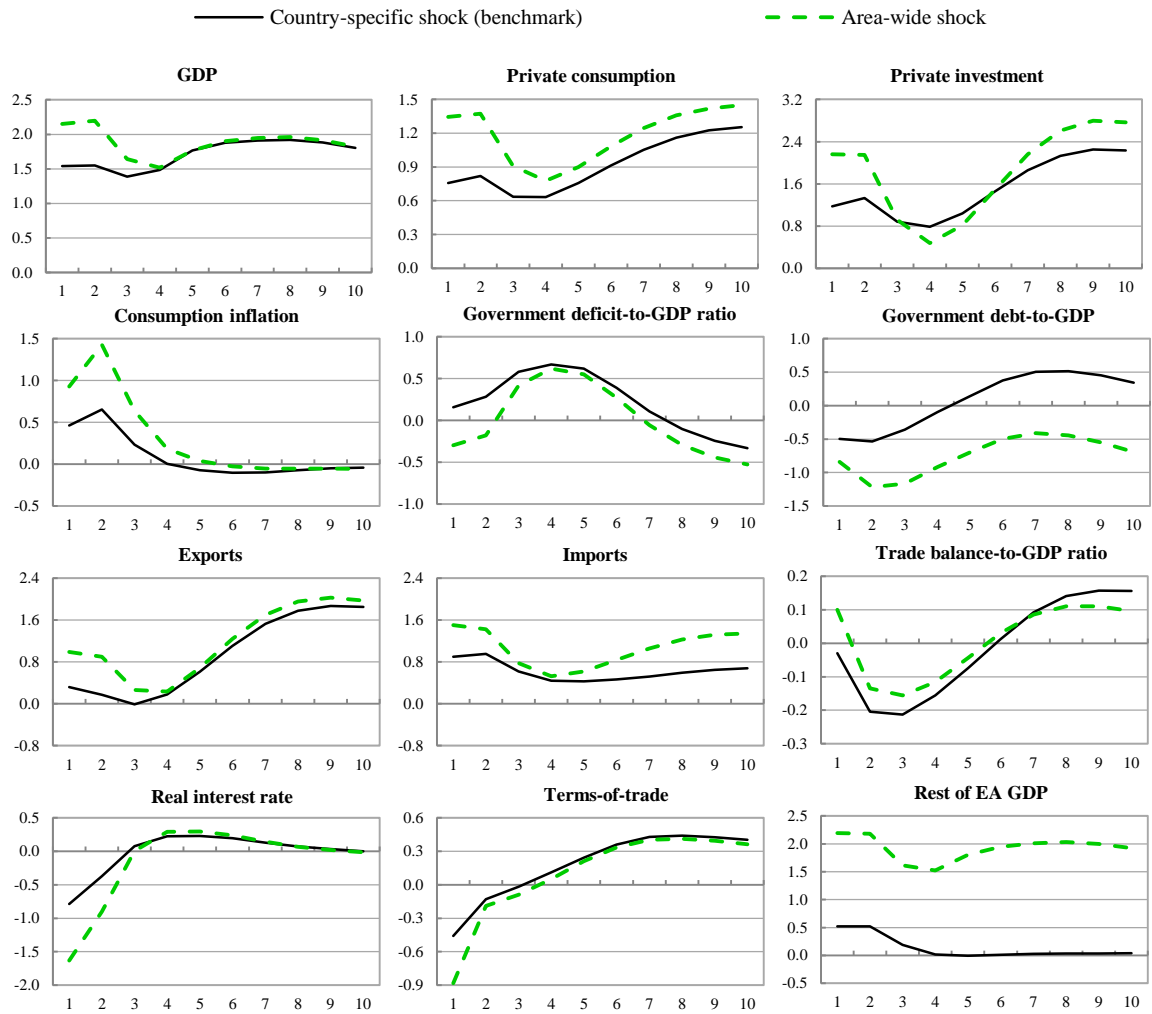 Country-specific shock (benchmark) Area-wide shock
GDP Private consumption Private investment
2.5 1.5 3.2
2.0 1.2 2.4
1.5 0.9 1.6
1.0 0.6 0.8
0.5 0.3
0.0 0.0 0.0
1 2 3 4 5 6 7 8 9 10 1 2 3 4 5 6 7 8 9 10 1 2 3 4 5 6 7 8 9 10
Consumption inflation Government deficit-to-GDP ratio Government debt-to-GDP
1.5 1.0 1.0
1.0 0.5 0.5
0.5 0.0 0.0
0.0 -0.5 -0.5
-0.5 -1.0 -1.0
-1.5
1 2 3 4 5 6 7 8 9 10 1 2 3 4 5 6 7 8 9 10 1 2 3 4 5 6 7 8 9 10
Exports Imports Trade balance-to-GDP ratio
2.4 2.4 0.2
1.6 1.6 0.1
0.8 0.8 0.0
0.0 0.0 -0.1
-0.8 -0.8 -0.2
-0.3
1 2 3 4 5 6 7 8 9 10 1 2 3 4 5 6 7 8 9 10 1 2 3 4 5 6 7 8 9 10
Real interest rate Terms-of-trade Rest of EA GDP
0.5 0.6 2.5
0.0 0.3 2.0
-0.5 0.0 1.5
-1.0 -0.3 1.0
-1.5 -0.6 0.5
-2.0 -0.9 0.0
-0.5
1 2 3 4 5 6 7 8 9 10 1 2 3 4 5 6 7 8 9 10 1 2 3 4 5 6 7 8 9 10